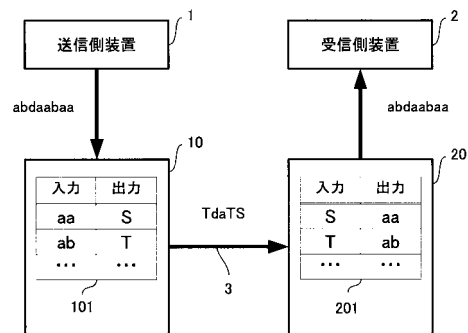 1
送信側装置
2
受信側装置
abdaabaa
abdaabaa
10
入力 出力
aa S
ab T
… …
101
TdaTS
3
20
入力 出力
S aa
T ab
… …
201